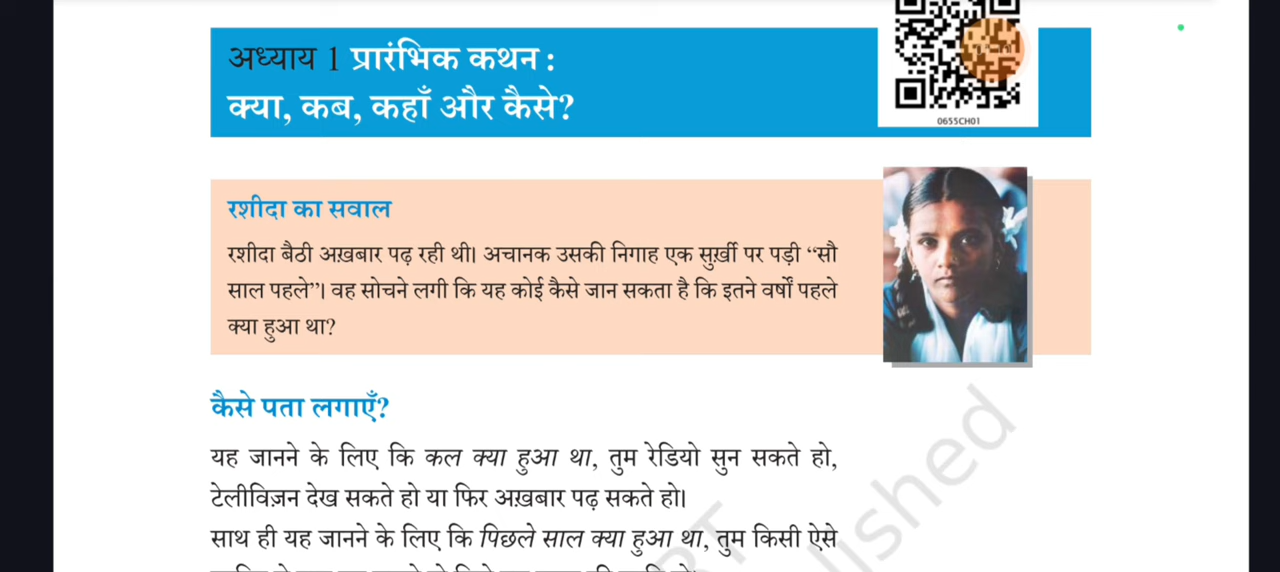 अध्याय 1 प्रारंभिक कथन :
क्या, कब, कहाँ और कैसे?
0655CH01
रशीदा का सवाल
रशीदा बैठी अख़बार पढ़ रही थी। अचानक उसकी निगाह एक सुर्ख़ी पर पड़ी “सौ
साल पहले”। वह सोचने लगी कि यह कोई कैसे जान सकता है कि इतने वर्षों पहले
क्या हुआ था?
कैसे पता लगाएँ?
यह जानने के लिए कि कल क्या हुआ था, तुम रेडियो सुन सकते हो,
टेलीविज़न देख सकते हो या फिर अख़बार पढ़ सकते हो।
साथ ही यह जानने के लिए कि पिछले साल क्या हुआ था, तुम किसी ऐसे